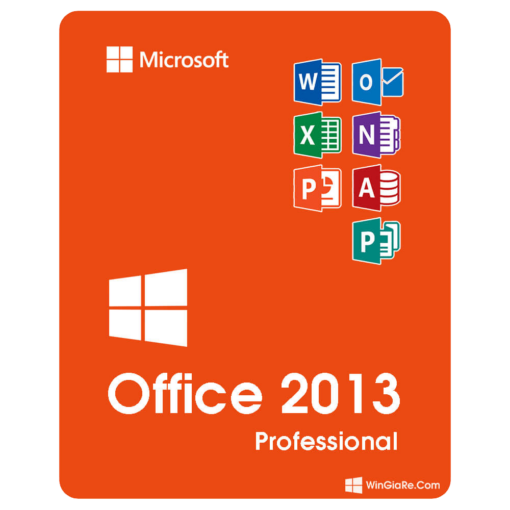 Microsoft
W O
X N
P A
P
Office 2013
Professional
WinGiaRe.Com